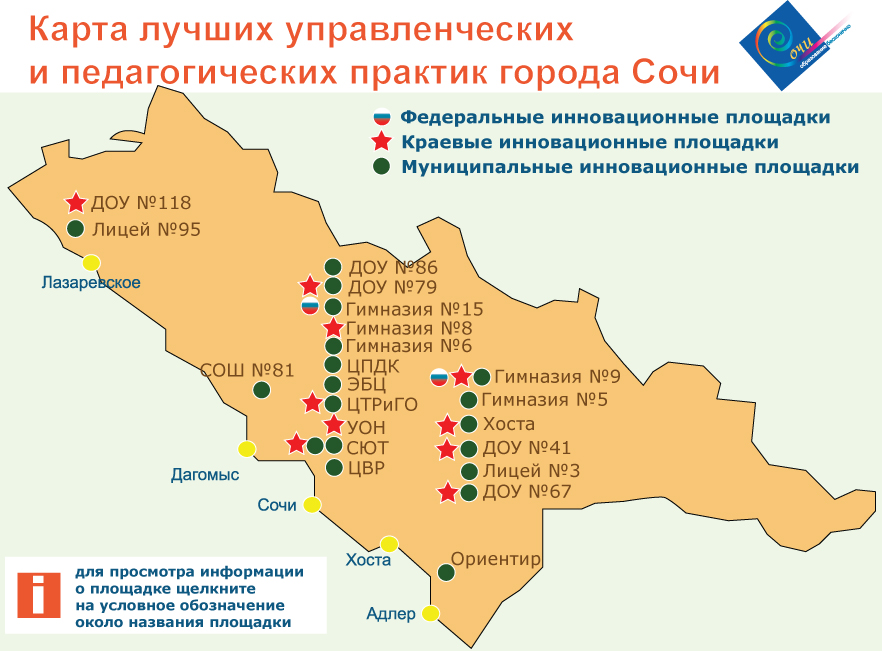 Карта лучших управленческих
и педагогических практик города Сочи
Сочи
образование бесконечно
Федеральные инновационные площадки
Краевые инновационные площадки
Муниципальные инновационные площадки
ДОУ №118
Лицей №95
Лазаревское
ДОУ №86
ДОУ №79
Гимназия №15
Гимназия №8
Гимназия №6
ЦПДК
ЭБЦ
ЦТРиГО
УОН
СЮТ
ЦВР
СОШ №81
Гимназия №9
Гимназия №5
Хоста
ДОУ №41
Лицей №3
ДОУ №67
Дагомыс
Сочи
Хоста
Ориентир
Адлер
для просмотра информации
о площадке щелкните
на условное обозначение
около названия площадки